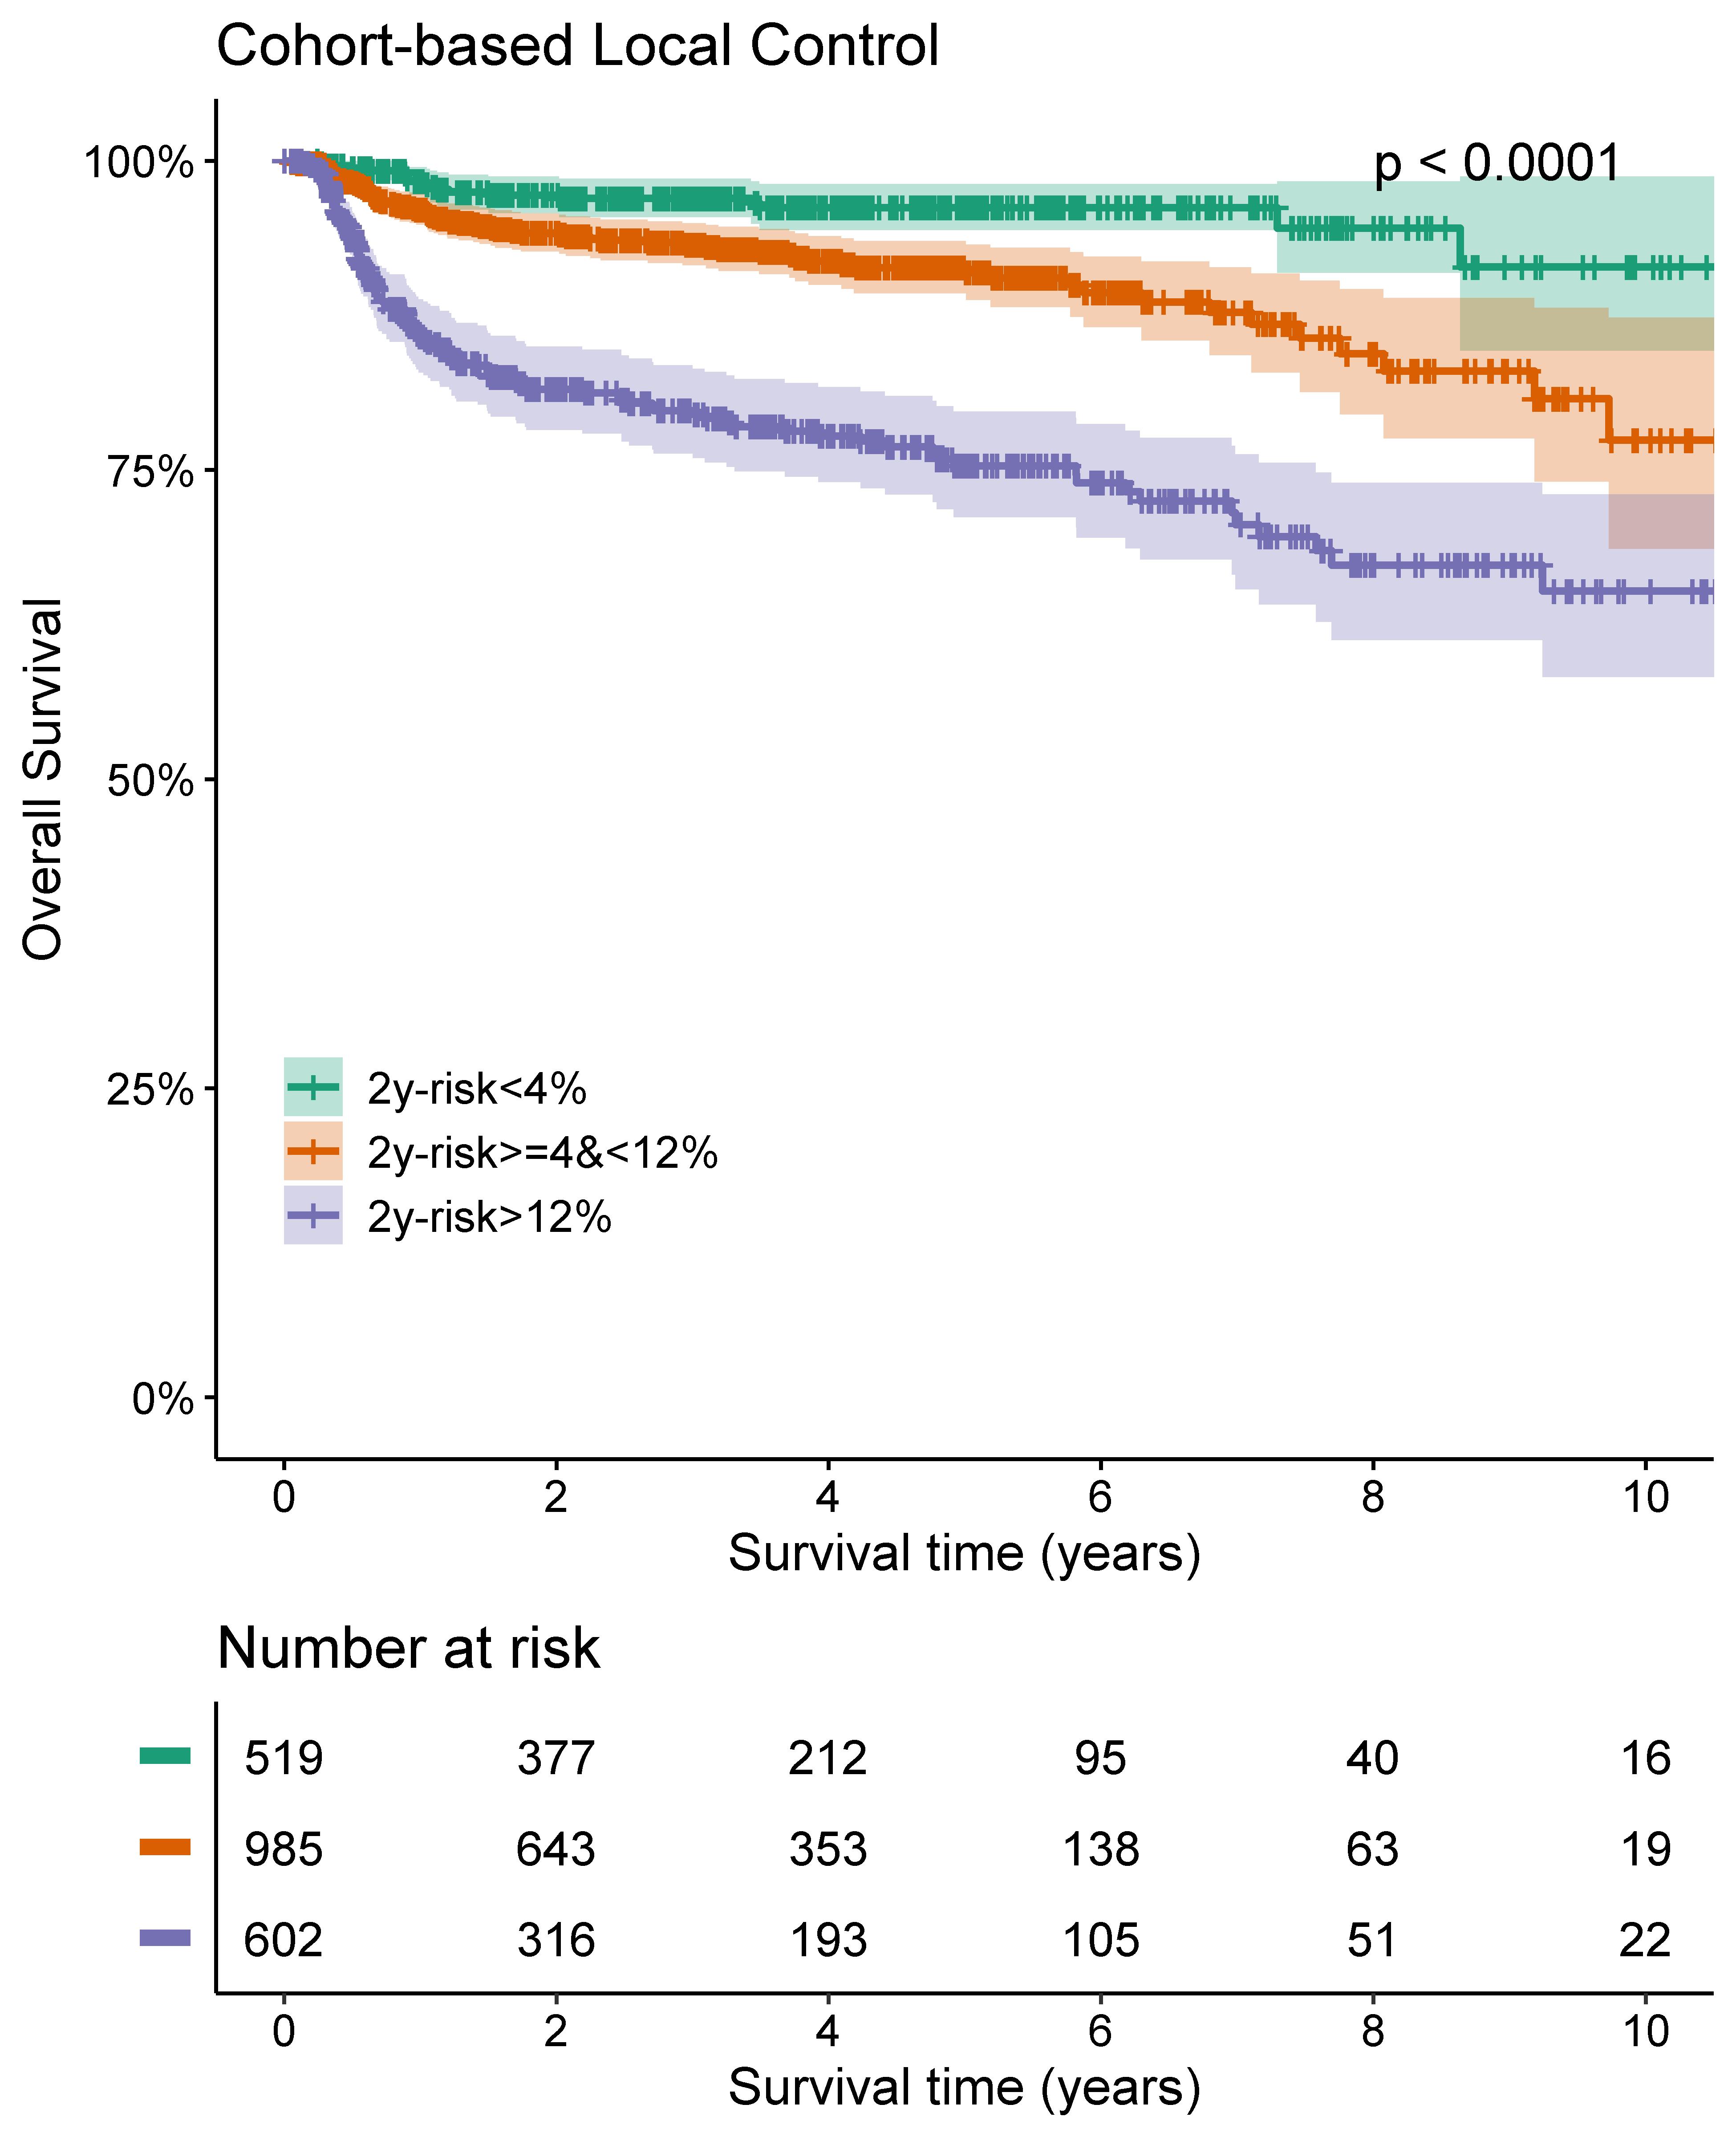 Cohort-based Local Control
p < 0.0001
100%
75%
50%
25%
0%
Overall Survival
2y-risk<4%
2y-risk>=4&<12%
2y-risk>12%
0 2 4 6 8 10
Survival time (years)
Number at risk
519 377 212 95 40 16
985 643 353 138 63 19
602 316 193 105 51 22
0 2 4 6 8 10
Survival time (years)